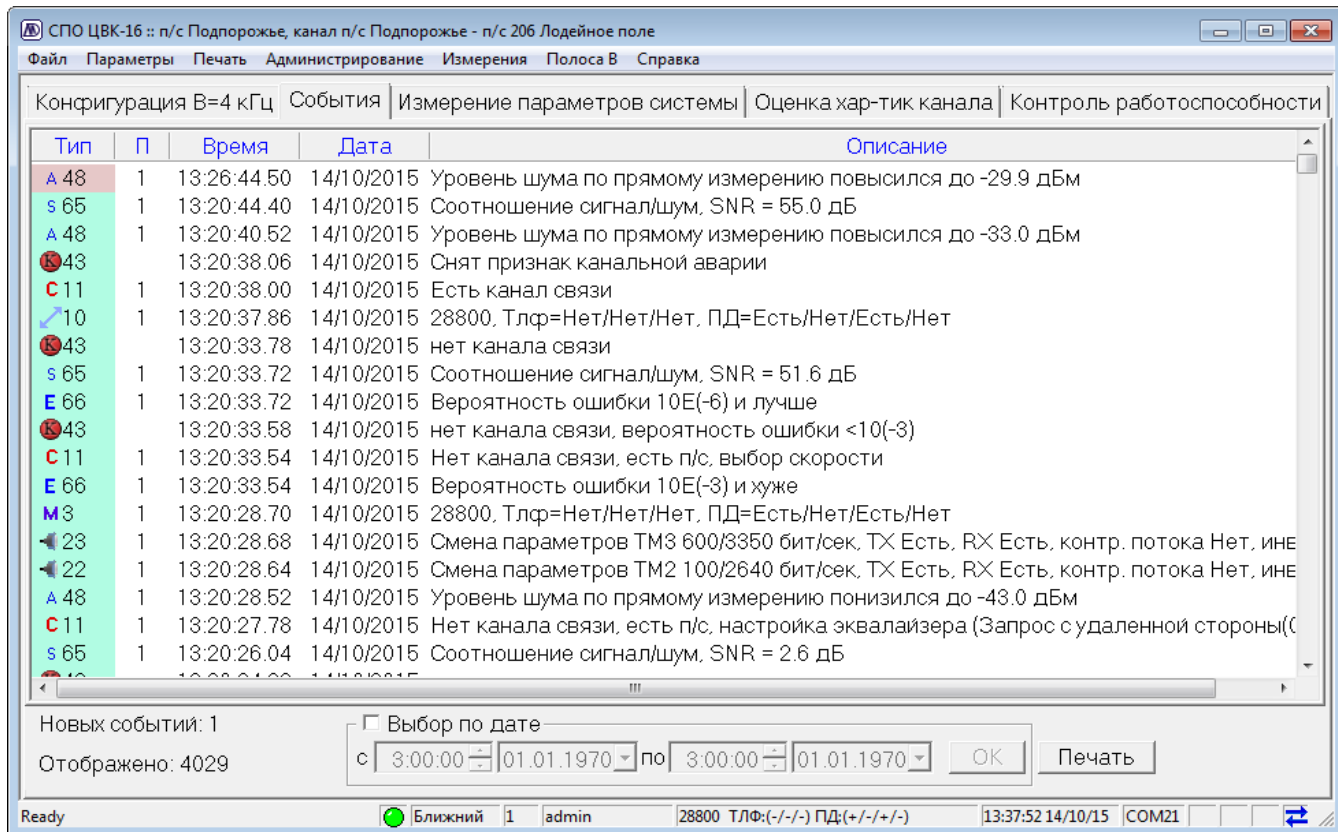 СПО ЦВК-16 :: п/с Подпорожье, канал п/с Подпорожье - п/с 206 Лодейное поле
Файл Параметры Печать Администрирование Измерения Полоса В Справка
Конфигурация В=4 кГц События Измерение параметров системы Оценка хар-тик канала Контроль работоспособности
Тип П Время Дата Описание
А 48 1 13:26:44.50 14/10/2015 Уровень шума по прямому измерению повысился до -29.9 дБм
S 65 1 13:20:44.40 14/10/2015 Соотношение сигнал/шум, SNR = 55.0 дБ
А 48 1 13:20:40.52 14/10/2015 Уровень шума по прямому измерению повысился до -33.0 дБм
К 43 13:20:38.06 14/10/2015 Снят признак канальной аварии
С 11 1 13:20:38.00 14/10/2015 Есть канал связи
10 1 13:20:37.86 14/10/2015 28800, Тлф=Нет/Нет/Нет, ПД=Есть/Нет/Есть/Нет
К 43 13:20:33.78 14/10/2015 нет канала связи
S 65 1 13:20:33.72 14/10/2015 Соотношение сигнал/шум, SNR = 51.6 дБ
Е 66 1 13:20:33.72 14/10/2015 Вероятность ошибки 10Е(-6) и лучше
К 43 13:20:33.58 14/10/2015 нет канала связи, вероятность ошибки <10(-3)
С 11 1 13:20:33.54 14/10/2015 Нет канала связи, есть п/с, выбор скорости
Е 66 1 13:20:33.54 14/10/2015 Вероятность ошибки 10Е(-3) и хуже
М 3 1 13:20:28.70 14/10/2015 28800, Тлф=Нет/Нет/Нет, ПД=Есть/Нет/Есть/Нет
23 1 13:20:28.68 14/10/2015 Смена параметров ТМ3 600/3350 бит/сек, TX Есть, RX Есть, контр. потока Нет, инв
22 1 13:20:28.64 14/10/2015 Смена параметров ТМ2 100/2640 бит/сек, TX Есть, RX Есть, контр. потока Нет, инв
А 48 1 13:20:28.52 14/10/2015 Уровень шума по прямому измерению понизился до -43.0 дБм
С 11 1 13:20:27.78 14/10/2015 Нет канала связи, есть п/с, настройка эквалайзера (Запрос с удаленной стороны((
S 65 1 13:20:26.04 14/10/2015 Соотношение сигнал/шум, SNR = 2.6 дБ
Новых событий: 1
Выбор по дате
Отображено: 4029
с 3:00:00 01.01.1970 по 3:00:00 01.01.1970 OK Печать
Ready Ближний 1 admin 28800 ТЛФ:(-/-/-) ПД:(+/-/+/-) 13:37:52 14/10/15 COM21